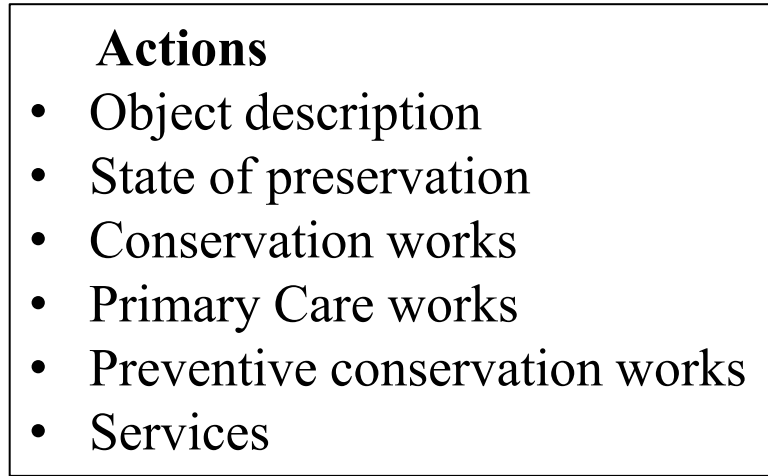 Actions
• Object description
• State of preservation
• Conservation works
• Primary Care works
• Preventive conservation works
• Services